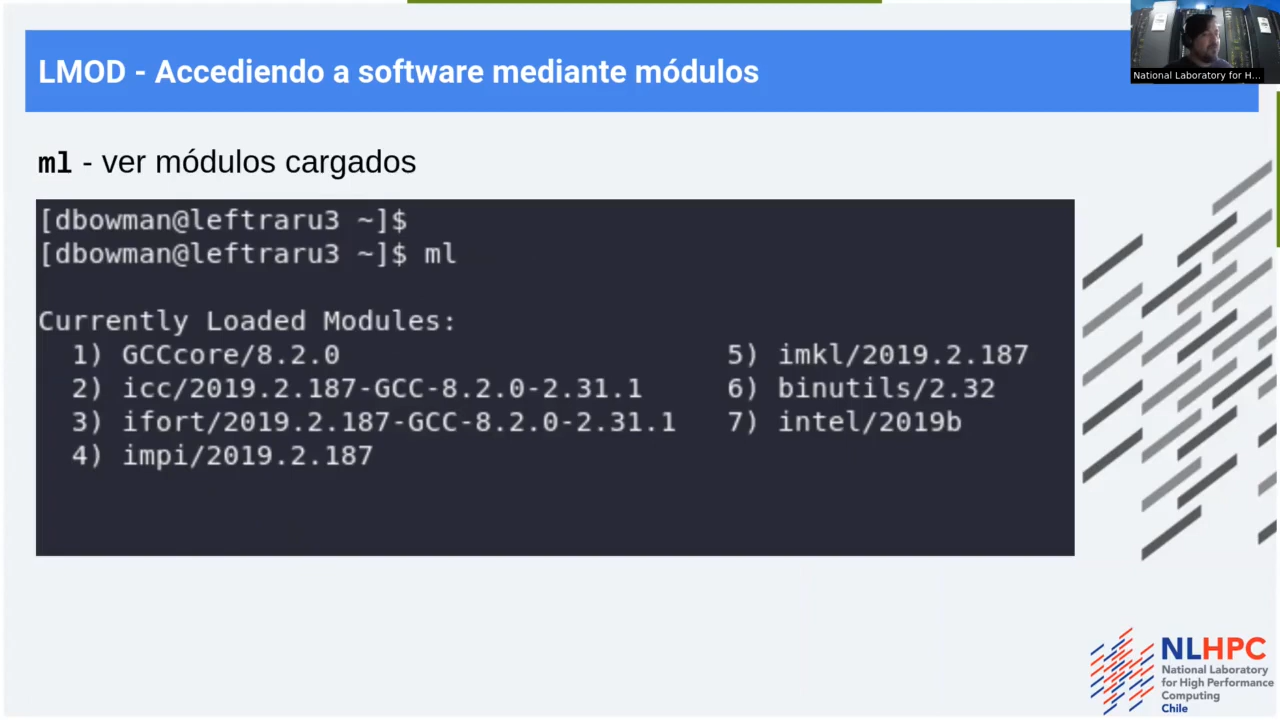 LMOD - Accediendo a software mediante módulos
National Laboratory for H...
ml - ver módulos cargados
[dbowman@leftraru3 ~]$
[dbowman@leftraru3 ~]$ ml
Currently Loaded Modules:
1) GCCcore/8.2.0
2) icc/2019.2.187-GCC-8.2.0-2.31.1
3) ifort/2019.2.187-GCC-8.2.0-2.31.1
4) impi/2019.2.187
5) imkl/2019.2.187
6) binutils/2.32
7) intel/2019b
NLHPC
National Laboratory
for High Performance
Computing
Chile